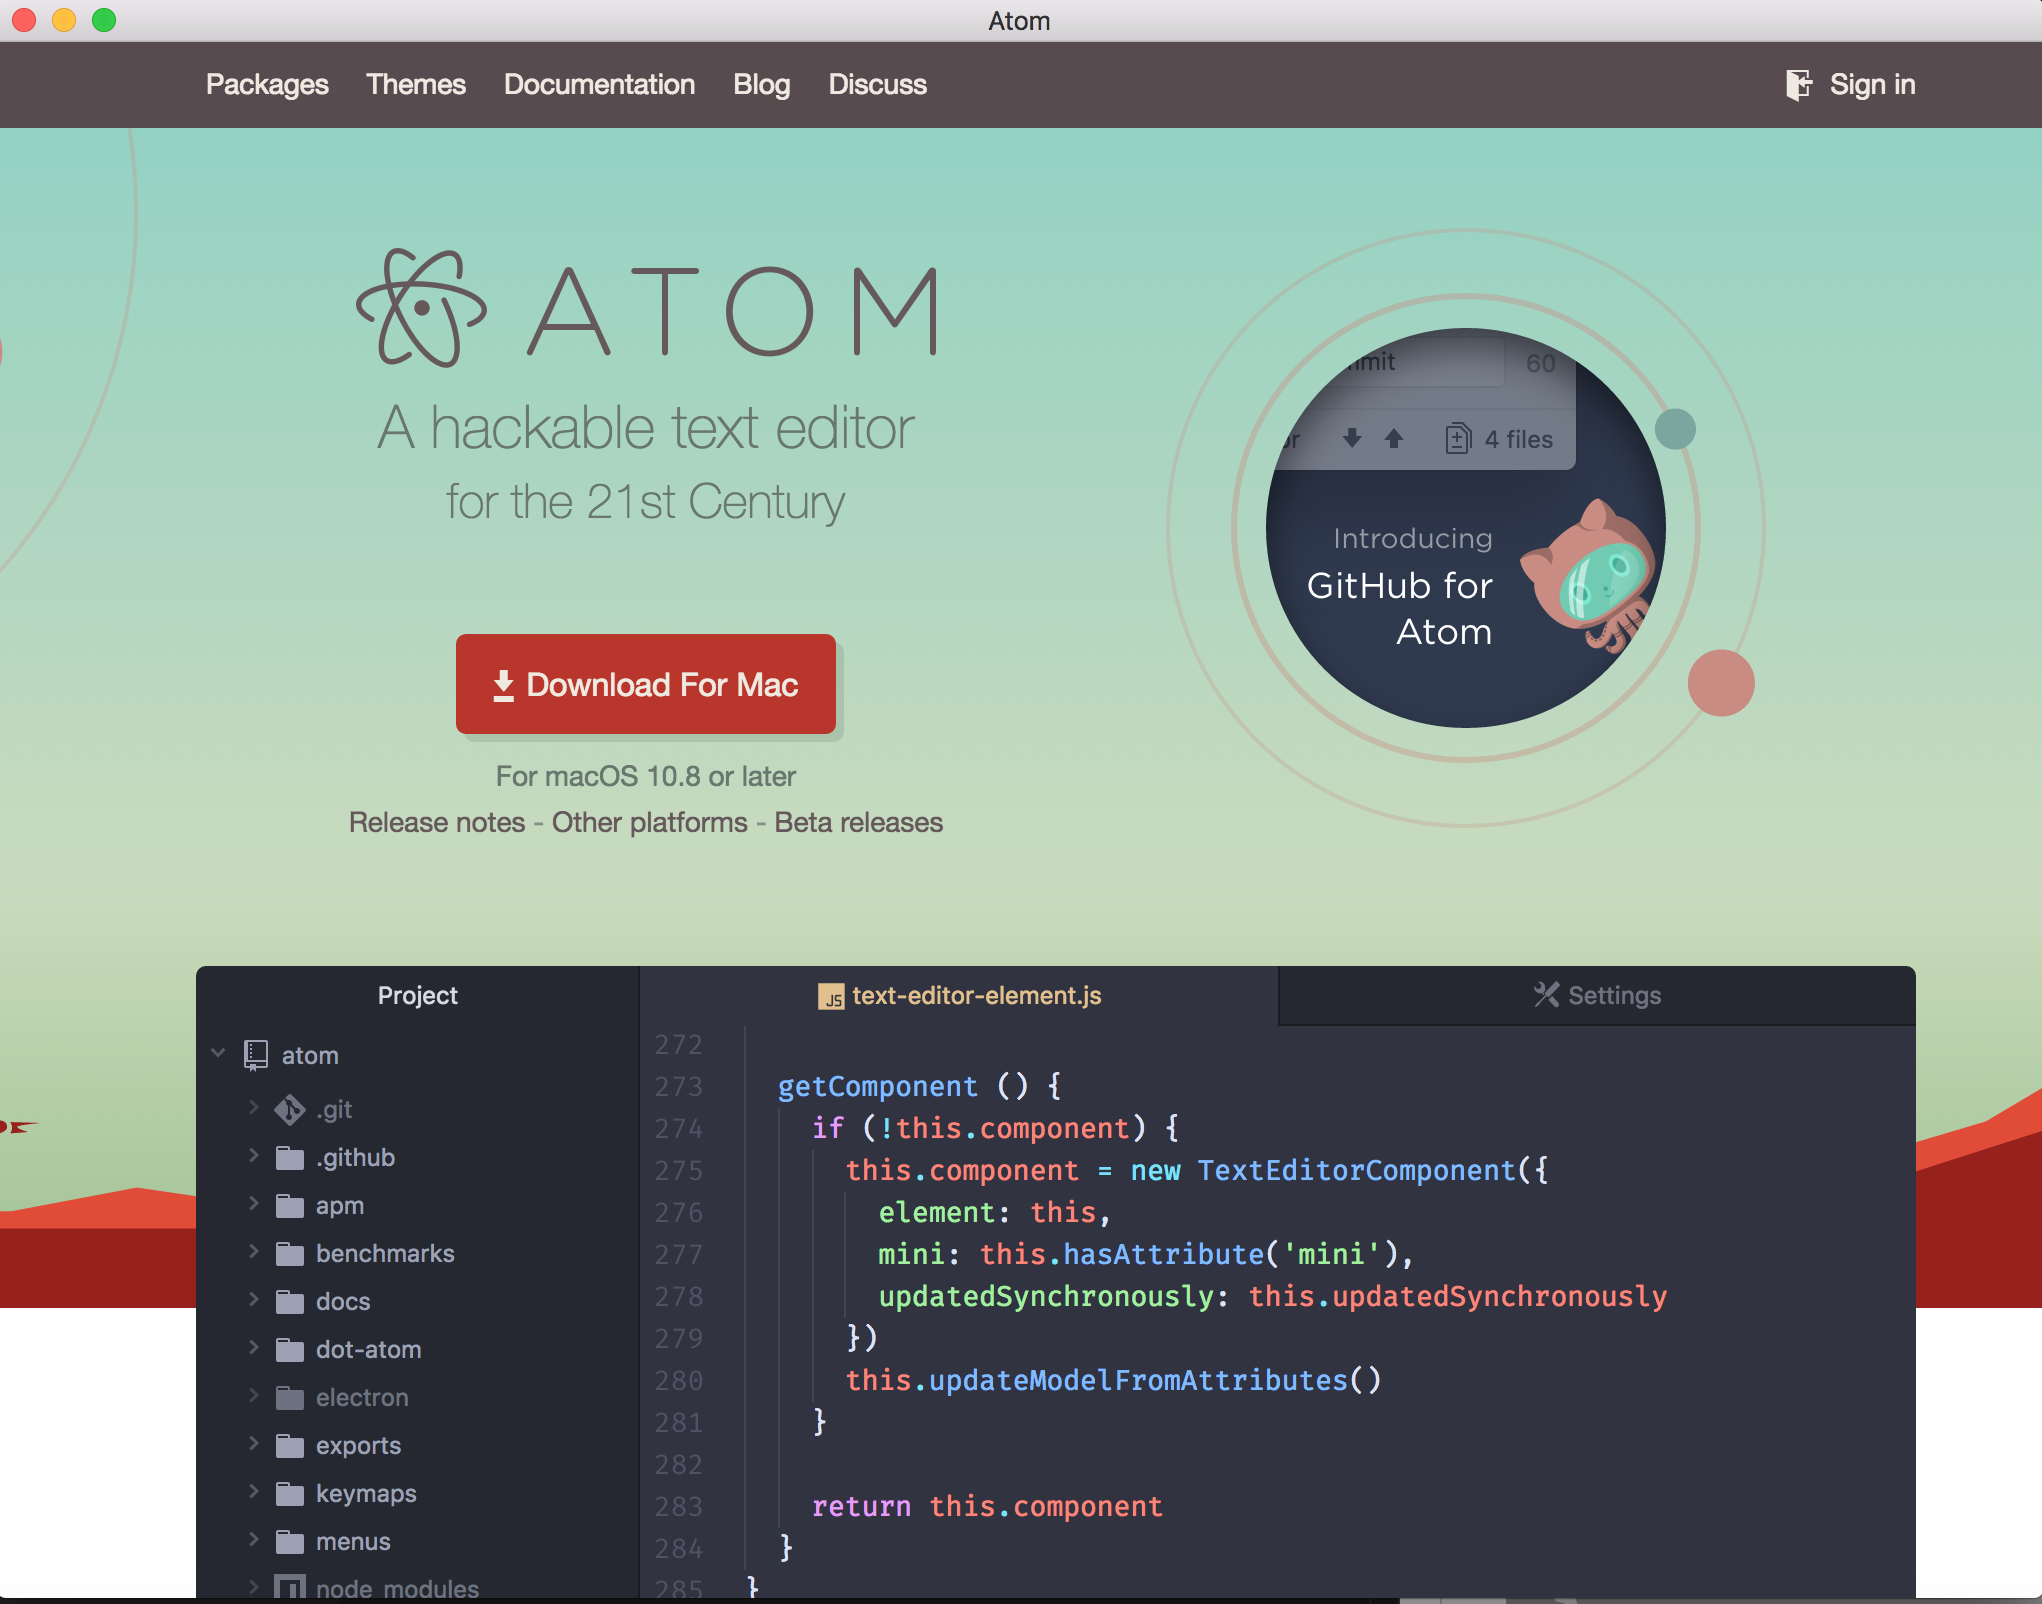 Atom
Packages Themes Documentation Blog Discuss Sign in
ATOM
A hackable text editor
for the 21st Century
Download For Mac
For macOS 10.8 or later
Release notes - Other platforms - Beta releases
60
4 files
Introducing
GitHub for
Atom
Project
atom
.git
.github
apm
benchmarks
docs
dot-atom
electron
exports
keymaps
menus
node_modules
JS text-editor-element.js
Settings
272
273 getComponent () {
274 if (!this.component) {
275 this.component = new TextEditorComponent({
276 element: this,
277 mini: this.hasAttribute('mini'),
278 updatedSynchronously: this.updatedSynchronously
279 })
280 this.updateModelFromAttributes()
281 }
282
283 return this.component
284 }
285 }